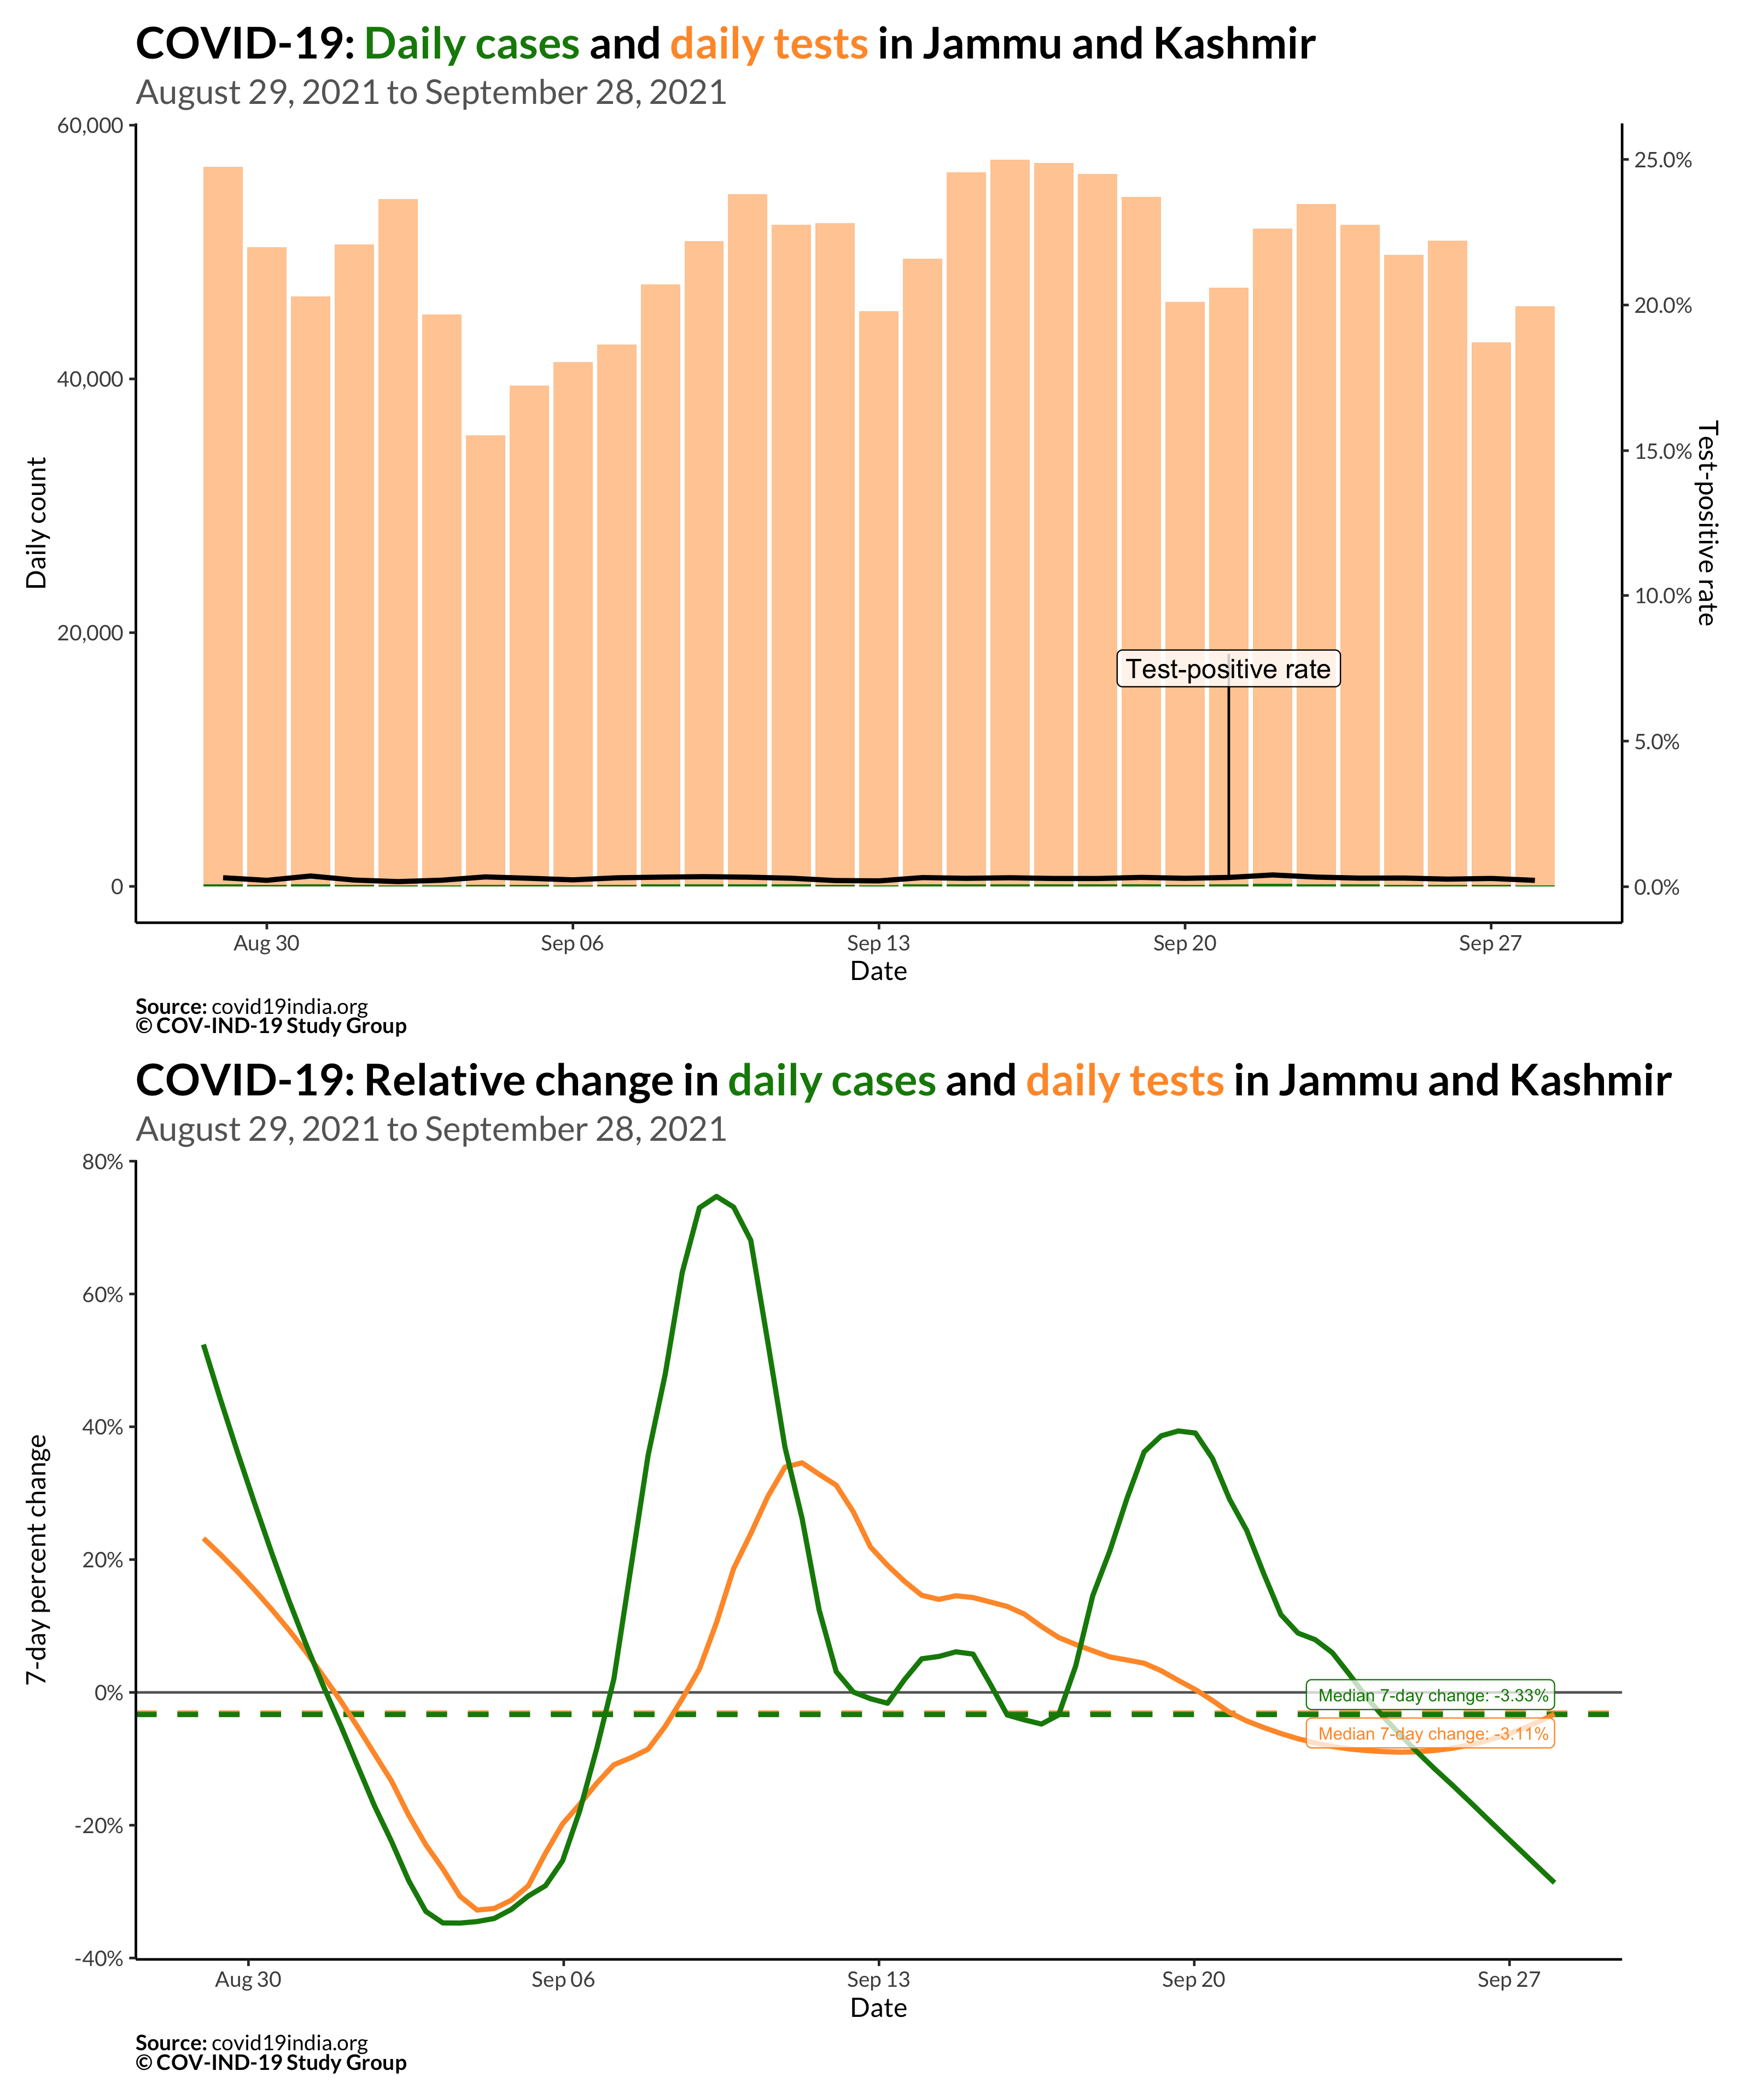 COVID-19: Daily cases and daily tests in Jammu and Kashmir
August 29, 2021 to September 28, 2021
60,000
40,000
20,000
0
Daily count
25.0%
20.0%
15.0%
10.0%
5.0%
0.0%
Test-positive rate
Test-positive rate
Aug 30
Sep 06
Sep 13
Sep 20
Sep 27
Date
Source: covid19india.org
© COV-IND-19 Study Group
COVID-19: Relative change in daily cases and daily tests in Jammu and Kashmir
August 29, 2021 to September 28, 2021
80%
60%
40%
20%
0%
-20%
-40%
7-day percent change
Median 7-day change: -3.33%
Median 7-day change: -3.11%
Aug 30
Sep 06
Sep 13
Sep 20
Sep 27
Date
Source: covid19india.org
© COV-IND-19 Study Group